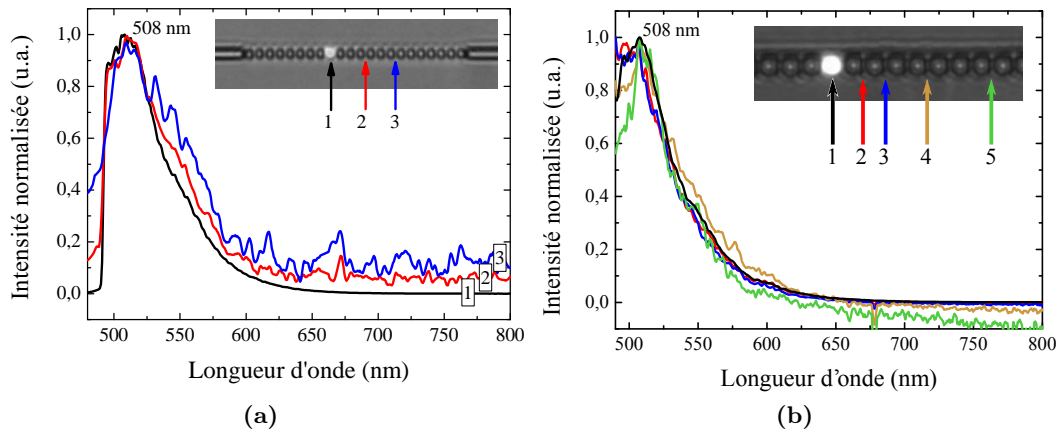 508 nm
Intensité normalisée (u.a.)
1,0
0,8
0,6
0,4
0,2
0,0
1 2 3
3
2
1
500 550 600 650 700 750 800
Longueur d'onde (nm)
(a)
508 nm
Intensité normalisée (u.a.)
1,0
0,8
0,6
0,4
0,2
0,0
1 2 3 4 5
500 550 600 650 700 750 800
Longueur d’onde (nm)
(b)